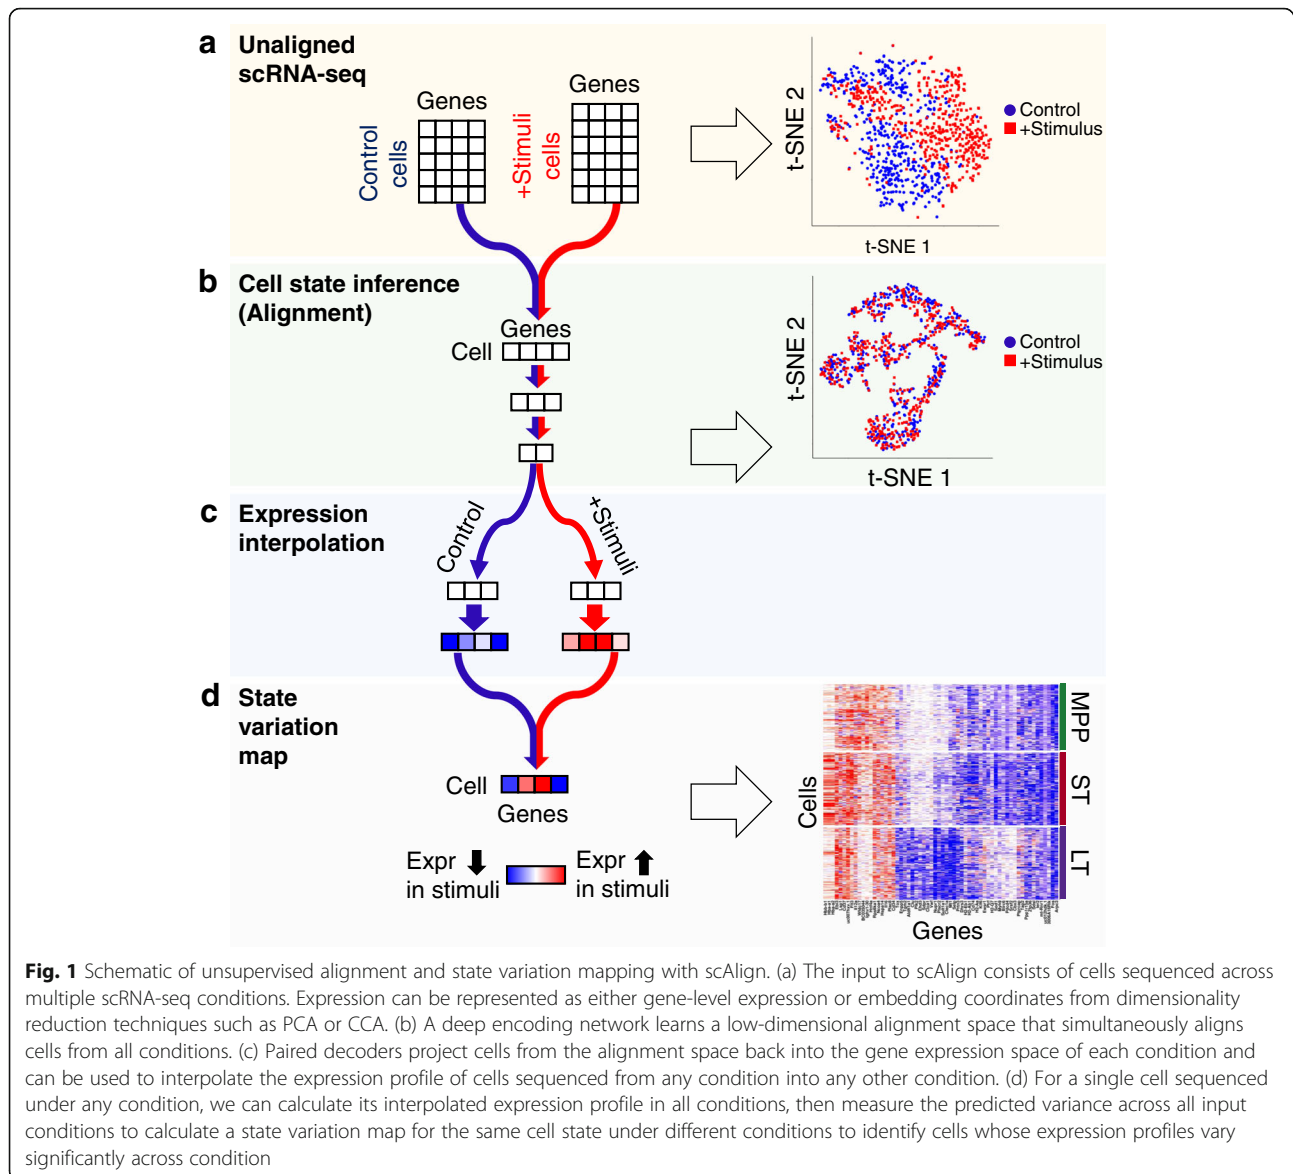 a Unaligned
scRNA-seq
Genes
Genes
Control
cells
+Stimuli
cells
t-SNE 2
t-SNE 1
Control
+Stimulus
b Cell state inference
(Alignment)
Genes
Cell
t-SNE 2
t-SNE 1
Control
+Stimulus
c Expression
interpolation
Control
+Stimuli
d State
variation
map
Cell
Genes
Expr
in stimuli
Expr
in stimuli
Cells
MPP
ST
LT
Genes
Fig. 1 Schematic of unsupervised alignment and state variation mapping with scAlign. (a) The input to scAlign consists of cells sequenced across
multiple scRNA-seq conditions. Expression can be represented as either gene-level expression or embedding coordinates from dimensionality
reduction techniques such as PCA or CCA. (b) A deep encoding network learns a low-dimensional alignment space that simultaneously aligns
cells from all conditions. (c) Paired decoders project cells from the alignment space back into the gene expression space of each condition and
can be used to interpolate the expression profile of cells sequenced from any condition into any other condition. (d) For a single cell sequenced
under any condition, we can calculate its interpolated expression profile in all conditions, then measure the predicted variance across all input
conditions to calculate a state variation map for the same cell state under different conditions to identify cells whose expression profiles vary
significantly across condition